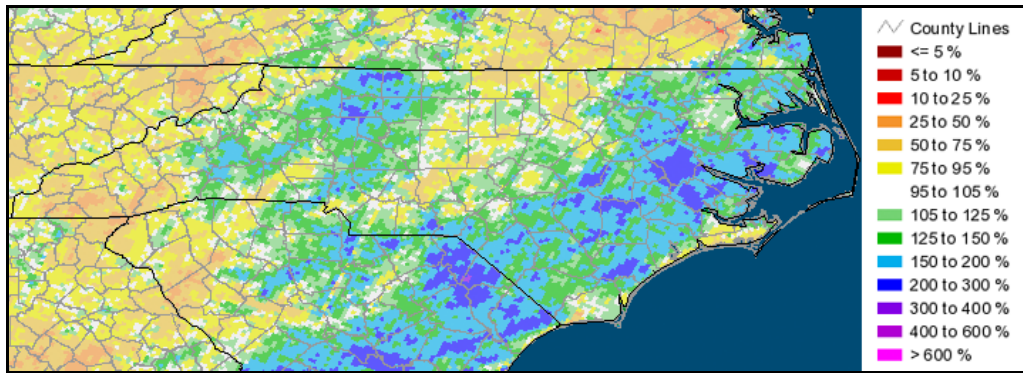 County Lines
<= 5 %
5 to 10 %
10 to 25 %
25 to 50 %
50 to 75 %
75 to 95 %
95 to 105 %
105 to 125 %
125 to 150 %
150 to 200 %
200 to 300 %
300 to 400 %
400 to 600 %
> 600 %